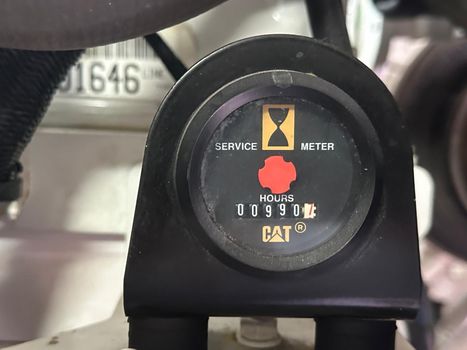 01646
SERVICE METER
HOURS
00990
CAT®